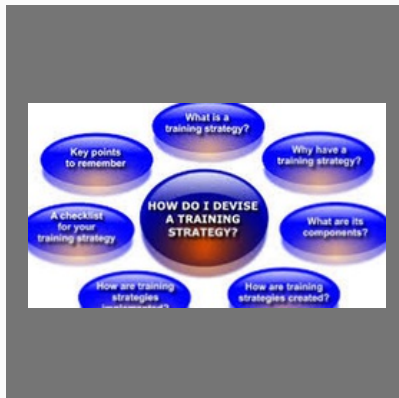 What is a
training strategy?
Why have a
training strategy?
What are its
components?
How are training
strategies created?
How are training
strategies
implemented?
A checklist
for your
training strategy
Key points
to remember
HOW DO I DEVISE
A TRAINING
STRATEGY?